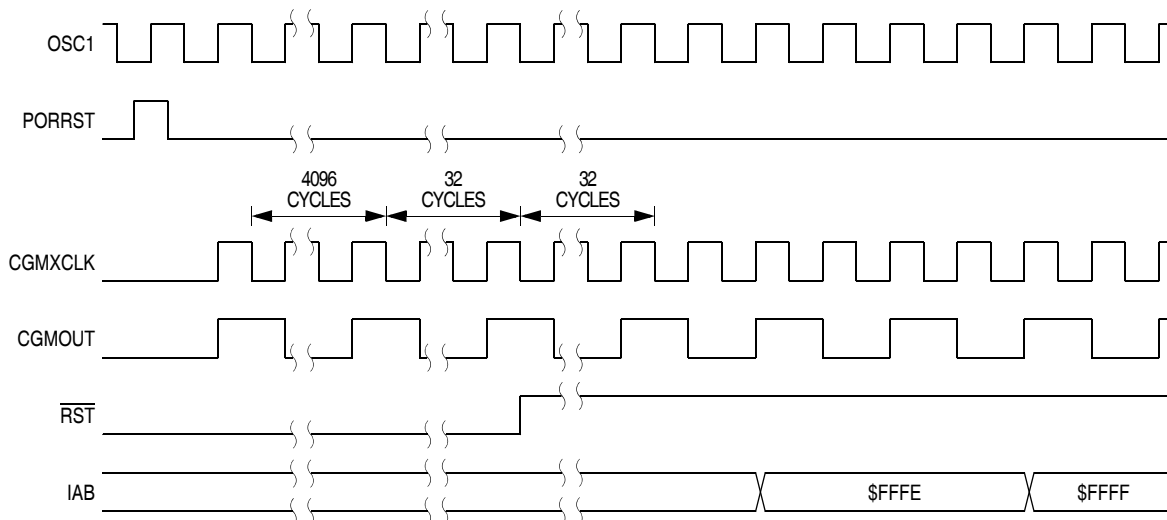 OSC1
PORRST
4096
CYCLES
32
CYCLES
32
CYCLES
CGMXCLK
CGMOUT
RST
IAB
$FFFE
$FFFF